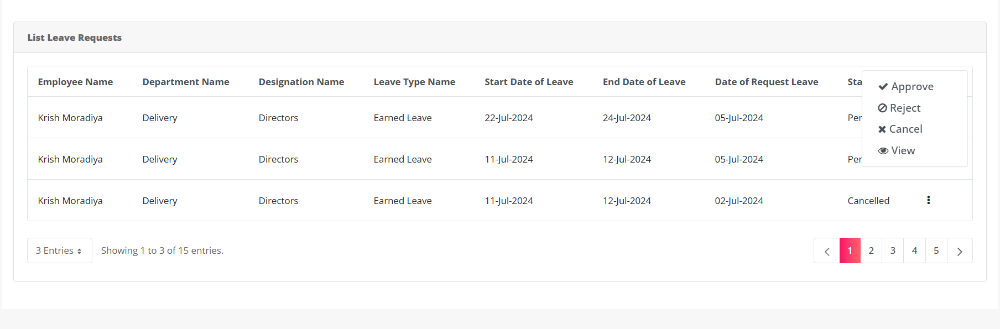 List Leave Requests
Employee Name Department Name Designation Name Leave Type Name Start Date of Leave End Date of Leave Date of Request Leave Sta
Approve
Krish Moradiya Delivery Directors Earned Leave 22-Jul-2024 24-Jul-2024 05-Jul-2024 Per
Reject
Cancel
View
Krish Moradiya Delivery Directors Earned Leave 11-Jul-2024 12-Jul-2024 05-Jul-2024 Per
Krish Moradiya Delivery Directors Earned Leave 11-Jul-2024 12-Jul-2024 02-Jul-2024 Cancelled
3 Entries Showing 1 to 3 of 15 entries. 1 2 3 4 5